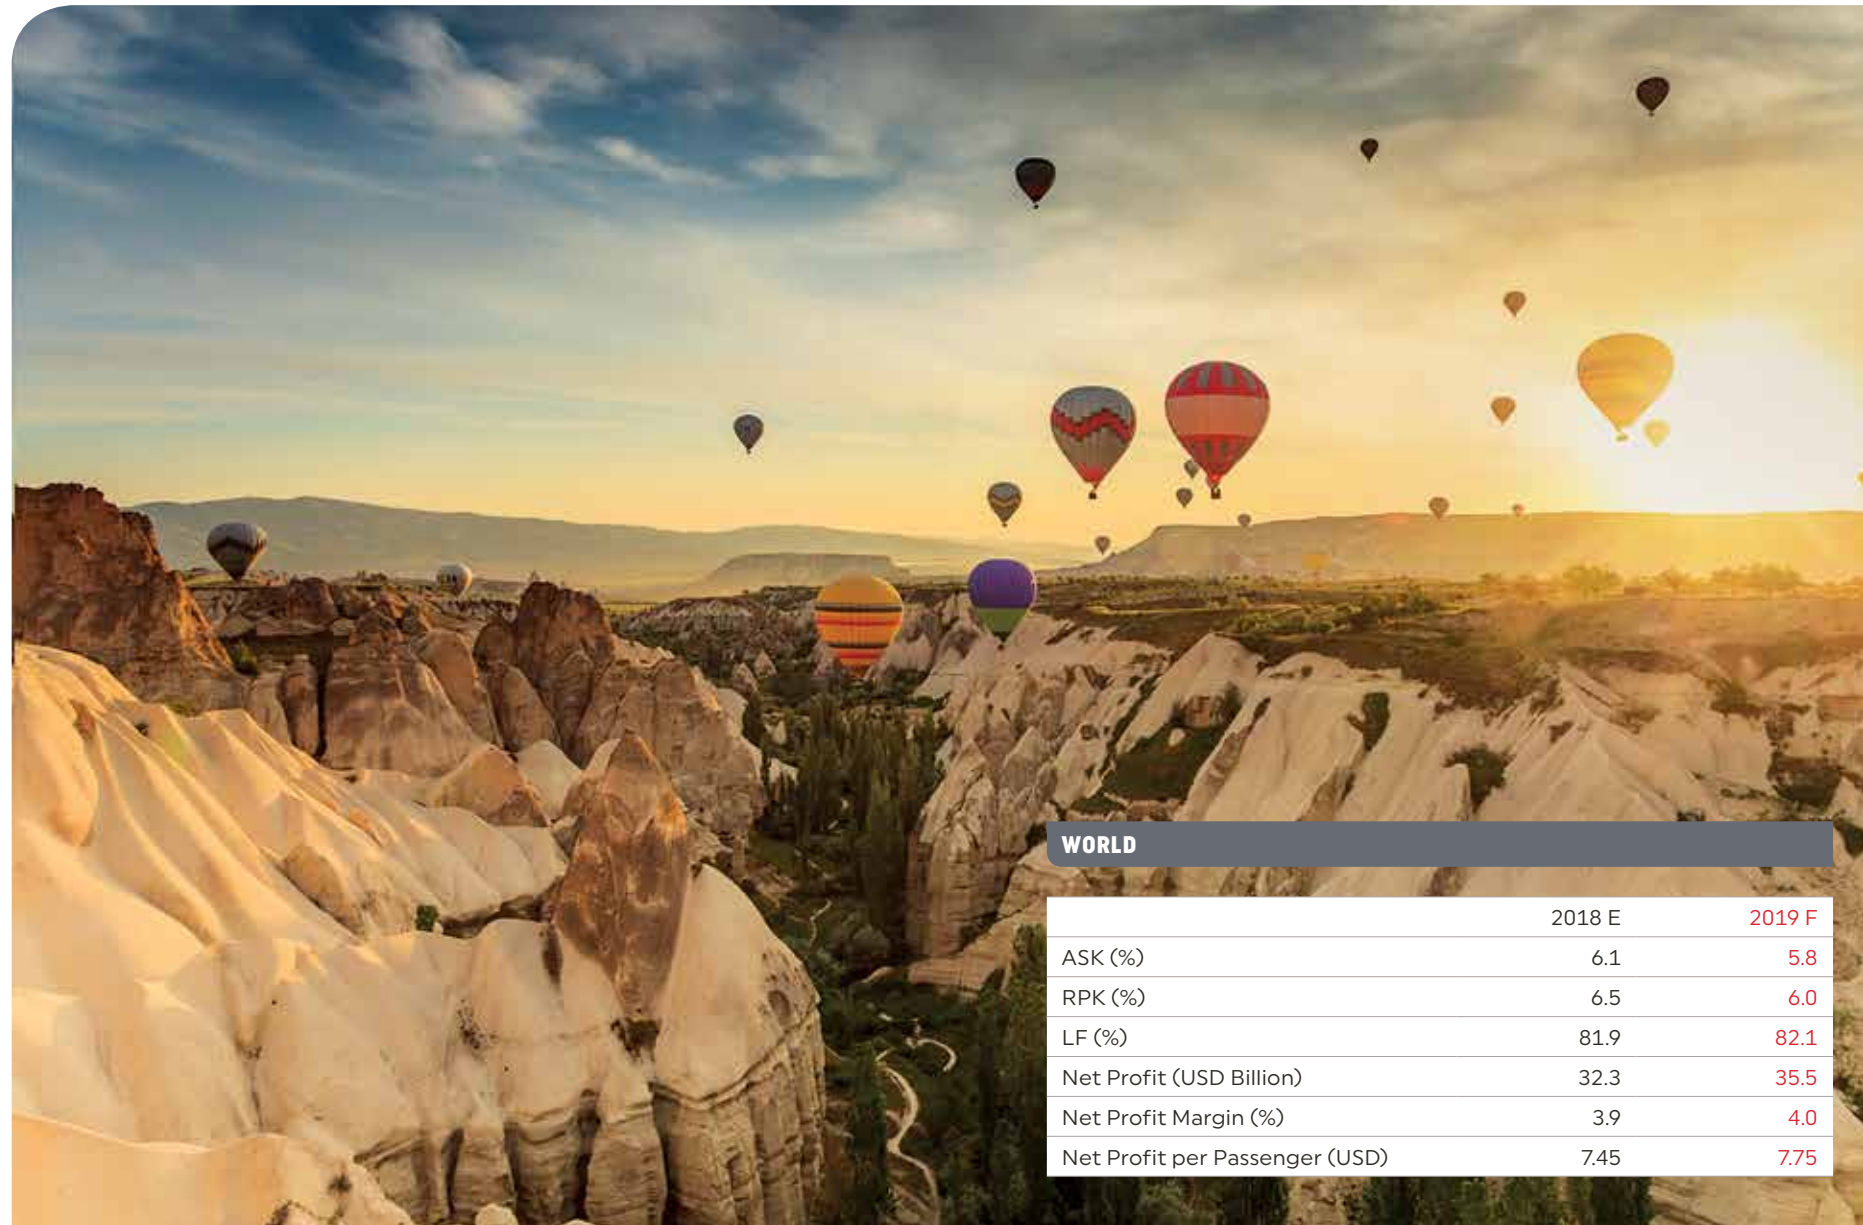 WORLD
2018 E 2019 F
ASK (%) 6.1 5.8
RPK (%) 6.5 6.0
LF (%) 81.9 82.1
Net Profit (USD Billion) 32.3 35.5
Net Profit Margin (%) 3.9 4.0
Net Profit per Passenger (USD) 7.45 7.75